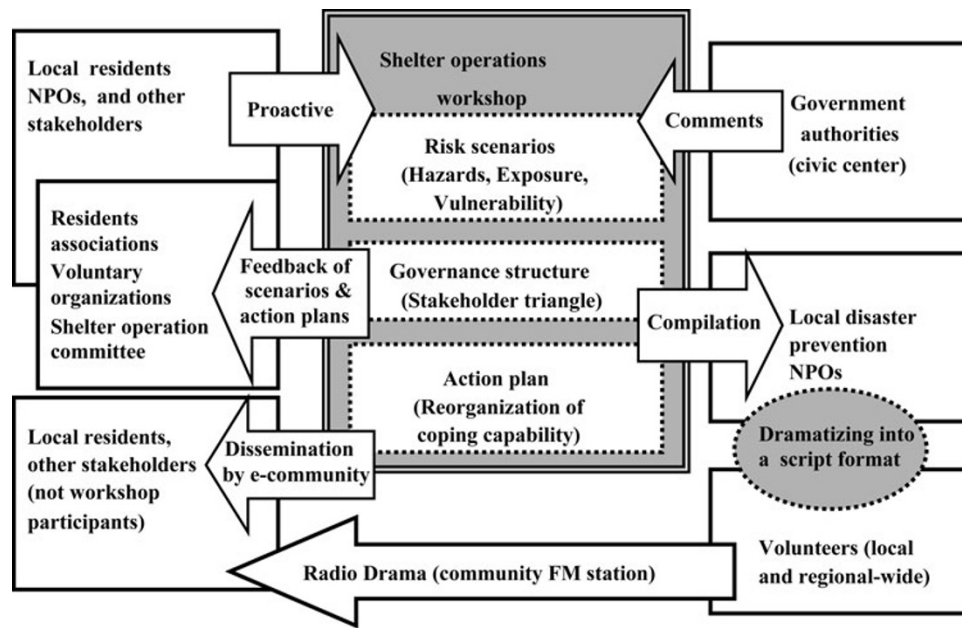 Local residents
NPOs, and other
stakeholders
Proactive
Shelter operations
workshop
Comments
Government
authorities
(civic center)
Risk scenarios
(Hazards, Exposure,
Vulnerability)
Residents
associations
Voluntary
organizations
Shelter operation
committee
Feedback of
scenarios &
action plans
Governance structure
(Stakeholder triangle)
Compilation
Local disaster
prevention
NPOs
Action plan
(Reorganization of
coping capability)
Local residents,
other stakeholders
(not workshop
participants)
Dissemination
by e-community
Dramatizing into
a script format
Radio Drama (community FM station)
Volunteers (local
and regional-wide)